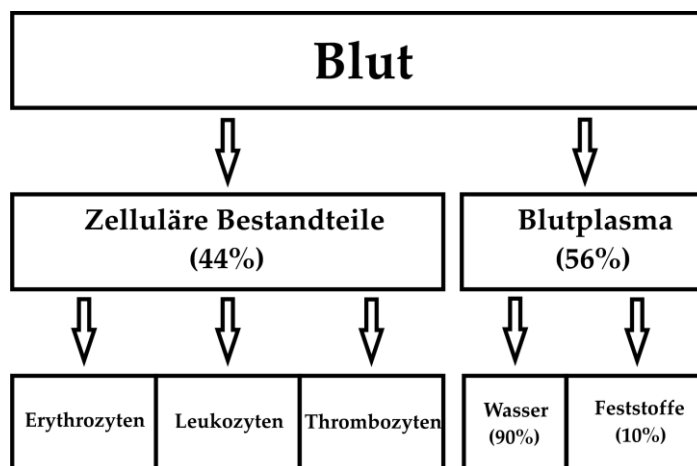 Blut
Zelluläre Bestandteile
(44%)
Blutplasma
(56%)
Erythrozyten
Leukozyten
Thrombozyten
Wasser
(90%)
Feststoffe
(10%)